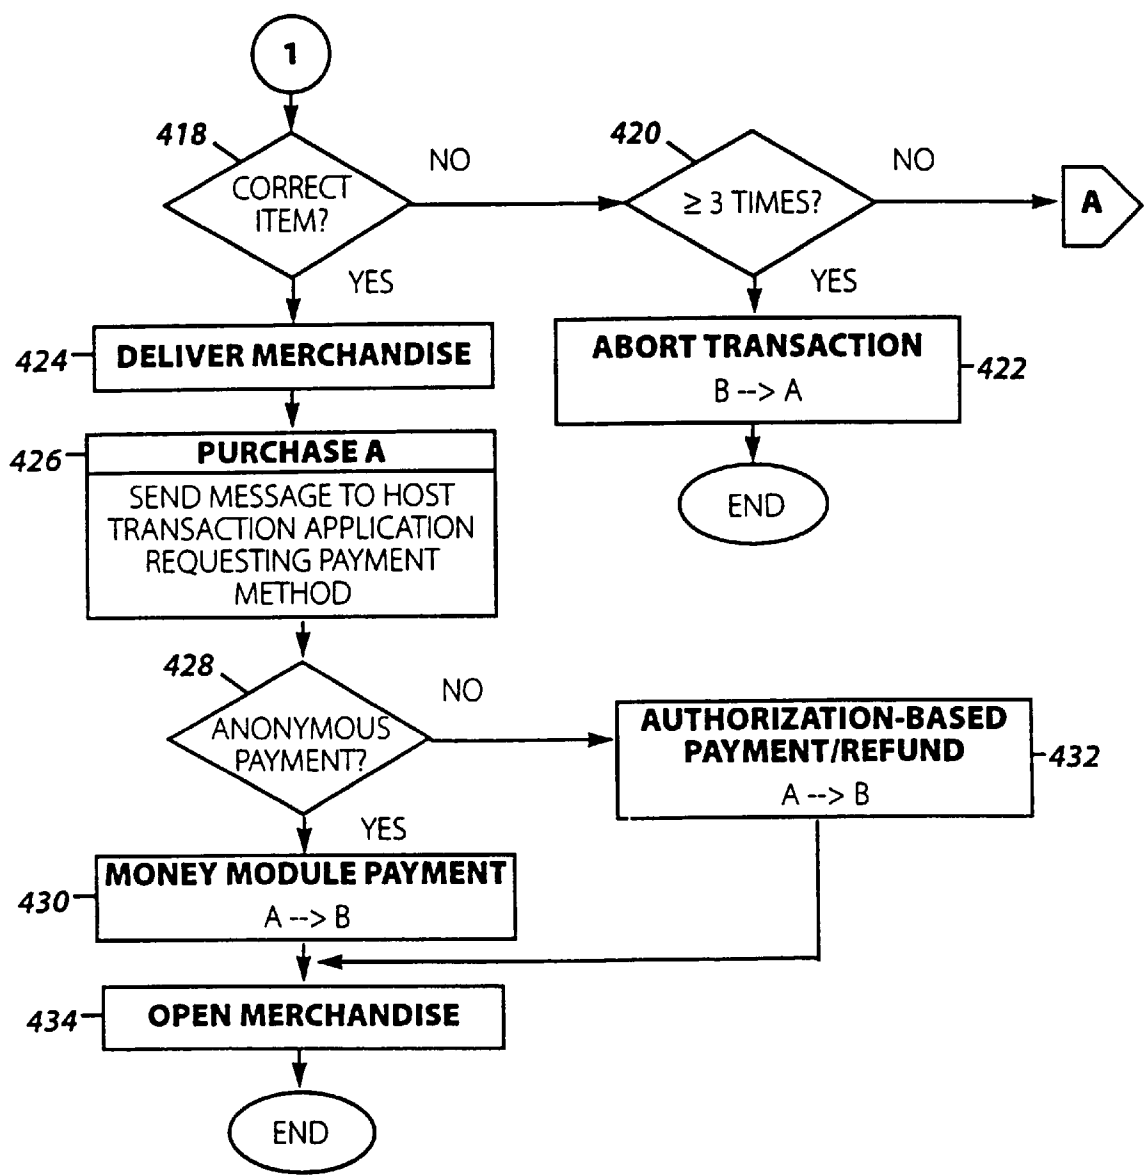 1
418
CORRECT
ITEM?
NO
420
≥ 3 TIMES?
NO
A
YES
YES
424
DELIVER MERCHANDISE
ABORT TRANSACTION
B --> A
422
END
426
PURCHASE A
SEND MESSAGE TO HOST
TRANSACTION APPLICATION
REQUESTING PAYMENT
METHOD
428
ANONYMOUS
PAYMENT?
NO
AUTHORIZATION-BASED
PAYMENT/REFUND
A --> B
432
YES
430
MONEY MODULE PAYMENT
A --> B
434
OPEN MERCHANDISE
END